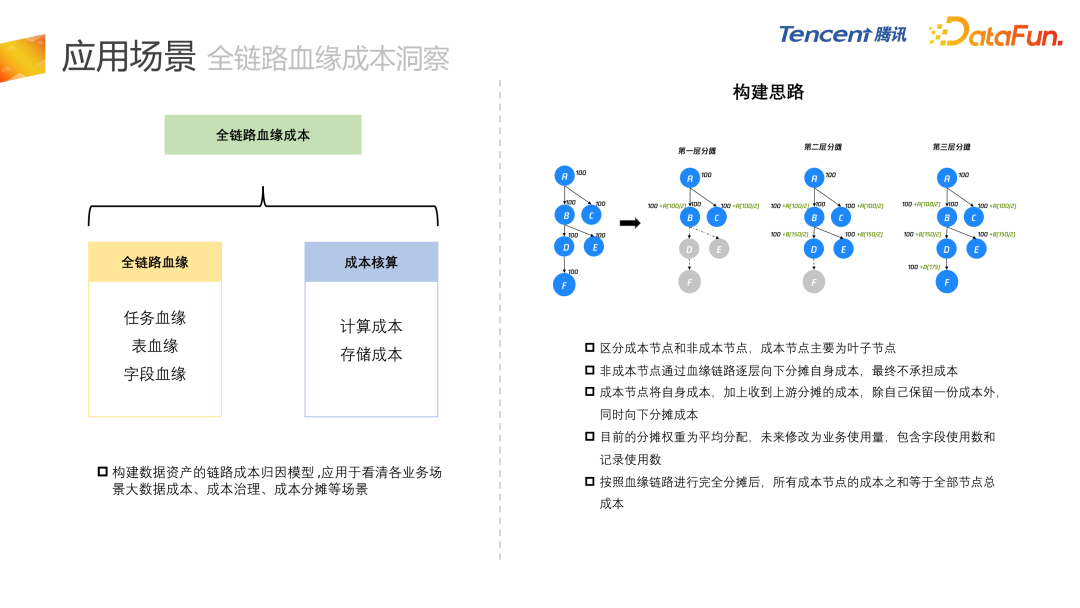 应用场景 全链路血缘成本洞察
Tencent 腾讯
DataFun.
全链路血缘成本
全链路血缘
任务血缘
表血缘
字段血缘
成本核算
计算成本
存储成本
构建数据资产的链路成本归因模型,应用于看清各业务场
景大数据成本、成本治理、成本分摊等场景
构建思路
A 100
100 100
B C
100 100
D E
100
F
第一层分摊
A 100
100 +A(100/2) 100 100 +A(100/2)
B C
D E
F
第二层分摊
A 100
100 +A(100/2) 100 100 +A(100/2)
B C
100 +B(150/2) 100 +B(150/2)
D E
F
第三层分摊
A 100
100 +A(100/2) 100 100 +A(100/2)
B C
100 +B(150/2) 100 +B(150/2)
D E
100 +D(175)
F
区分成本节点和非成本节点，成本节点主要为叶子节点
非成本节点通过血缘链路逐层向下分摊自身成本，最终不承担成本
成本节点将自身成本，加上收到上游分摊的成本，除自己保留一份成本外，
同时向下分摊成本
目前的分摊权重为平均分配，未来修改为业务使用量，包含字段使用数和
记录使用数
按照血缘链路进行完全分摊后，所有成本节点的成本之和等于全部节点总
成本